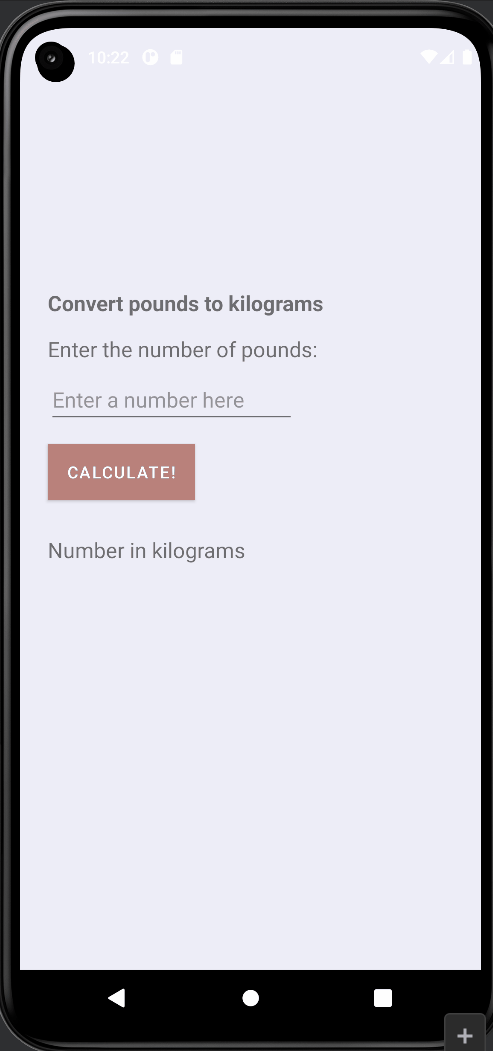 10:22
Convert pounds to kilograms
Enter the number of pounds:
Enter a number here
CALCULATE!
Number in kilograms